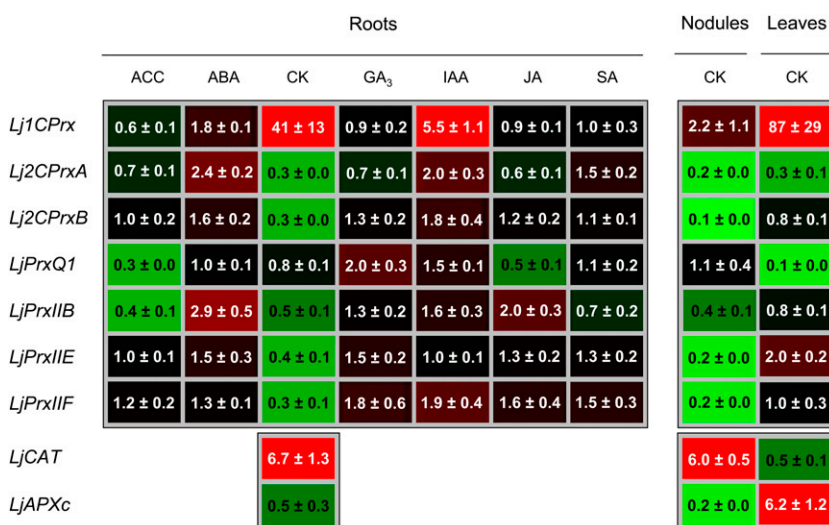 Roots Nodules Leaves
ACC ABA CK GA3 IAA JA SA CK CK
Lj1CPrx 0.6 ± 0.1 1.8 ± 0.1 41 ± 13 0.9 ± 0.2 5.5 ± 1.1 0.9 ± 0.1 1.0 ± 0.3 2.2 ± 1.1 87 ± 29
Lj2CPrxA 0.7 ± 0.1 2.4 ± 0.2 0.3 ± 0.0 0.7 ± 0.1 2.0 ± 0.3 0.6 ± 0.1 1.5 ± 0.2 0.2 ± 0.0 0.3 ± 0.1
Lj2CPrxB 1.0 ± 0.2 1.6 ± 0.2 0.3 ± 0.0 1.3 ± 0.2 1.8 ± 0.4 1.2 ± 0.2 1.1 ± 0.1 0.1 ± 0.0 0.8 ± 0.1
LjPrxQ1 0.3 ± 0.0 1.0 ± 0.1 0.8 ± 0.1 2.0 ± 0.3 1.5 ± 0.1 0.5 ± 0.1 1.1 ± 0.2 1.1 ± 0.4 0.1 ± 0.0
LjPrxIIB 0.4 ± 0.1 2.9 ± 0.5 0.5 ± 0.1 1.3 ± 0.2 1.6 ± 0.3 2.0 ± 0.3 0.7 ± 0.2 0.4 ± 0.1 0.8 ± 0.1
LjPrxIIE 1.0 ± 0.1 1.5 ± 0.3 0.4 ± 0.1 1.5 ± 0.2 1.0 ± 0.1 1.3 ± 0.2 1.3 ± 0.2 0.2 ± 0.0 2.0 ± 0.2
LjPrxIIF 1.2 ± 0.2 1.3 ± 0.1 0.3 ± 0.1 1.8 ± 0.6 1.9 ± 0.4 1.6 ± 0.4 1.5 ± 0.3 0.2 ± 0.0 1.0 ± 0.3
LjCAT 6.7 ± 1.3 6.0 ± 0.5 0.5 ± 0.1
LjAPXc 0.5 ± 0.3 0.2 ± 0.0 6.2 ± 1.2